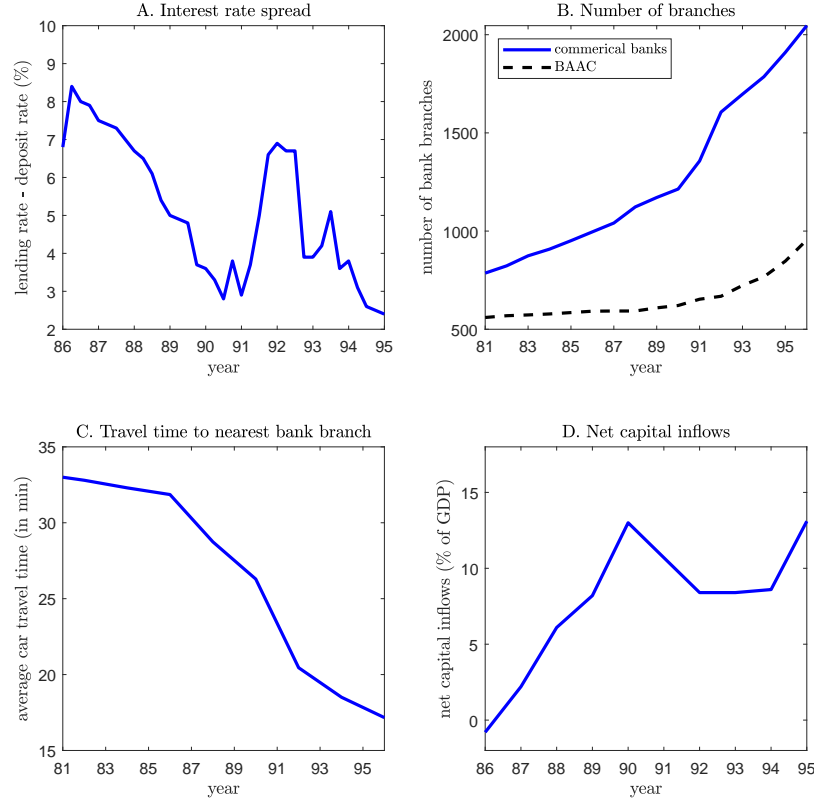 A. Interest rate spread
lending rate - deposit rate (%)
10
9
8
7
6
5
4
3
2
86 87 88 89 90 91 92 93 94 95
year
B. Number of branches
number of bank branches
commerical banks
BAAC
2000
1500
1000
500
81 83 85 87 89 91 93 95
year
C. Travel time to nearest bank branch
average car travel time (in min)
35
30
25
20
15
81 83 85 87 89 91 93 95
year
D. Net capital inflows
net capital inflows (% of GDP)
15
10
5
0
86 87 88 89 90 91 92 93 94 95
year